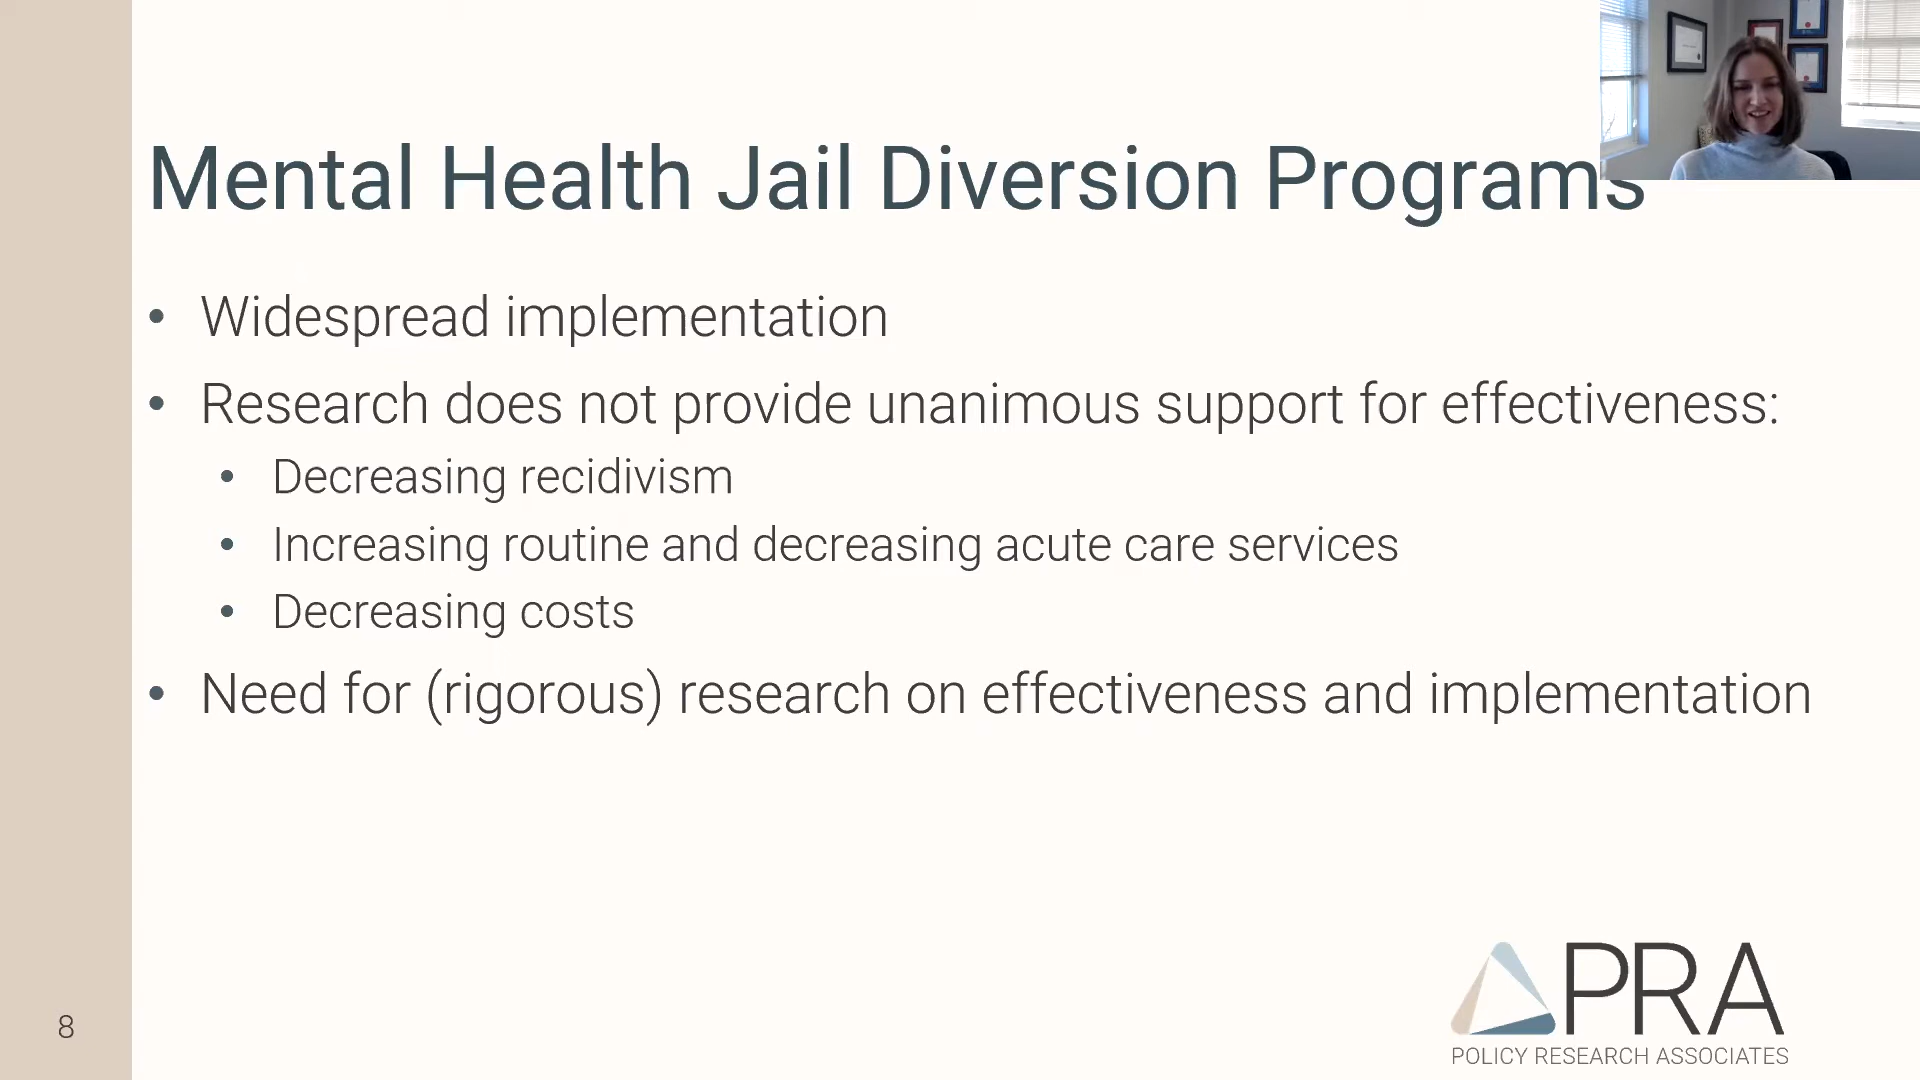 Mental Health Jail Diversion Programs
• Widespread implementation
• Research does not provide unanimous support for effectiveness:
• Decreasing recidivism
• Increasing routine and decreasing acute care services
• Decreasing costs
• Need for (rigorous) research on effectiveness and implementation
8
PRA
POLICY RESEARCH ASSOCIATES